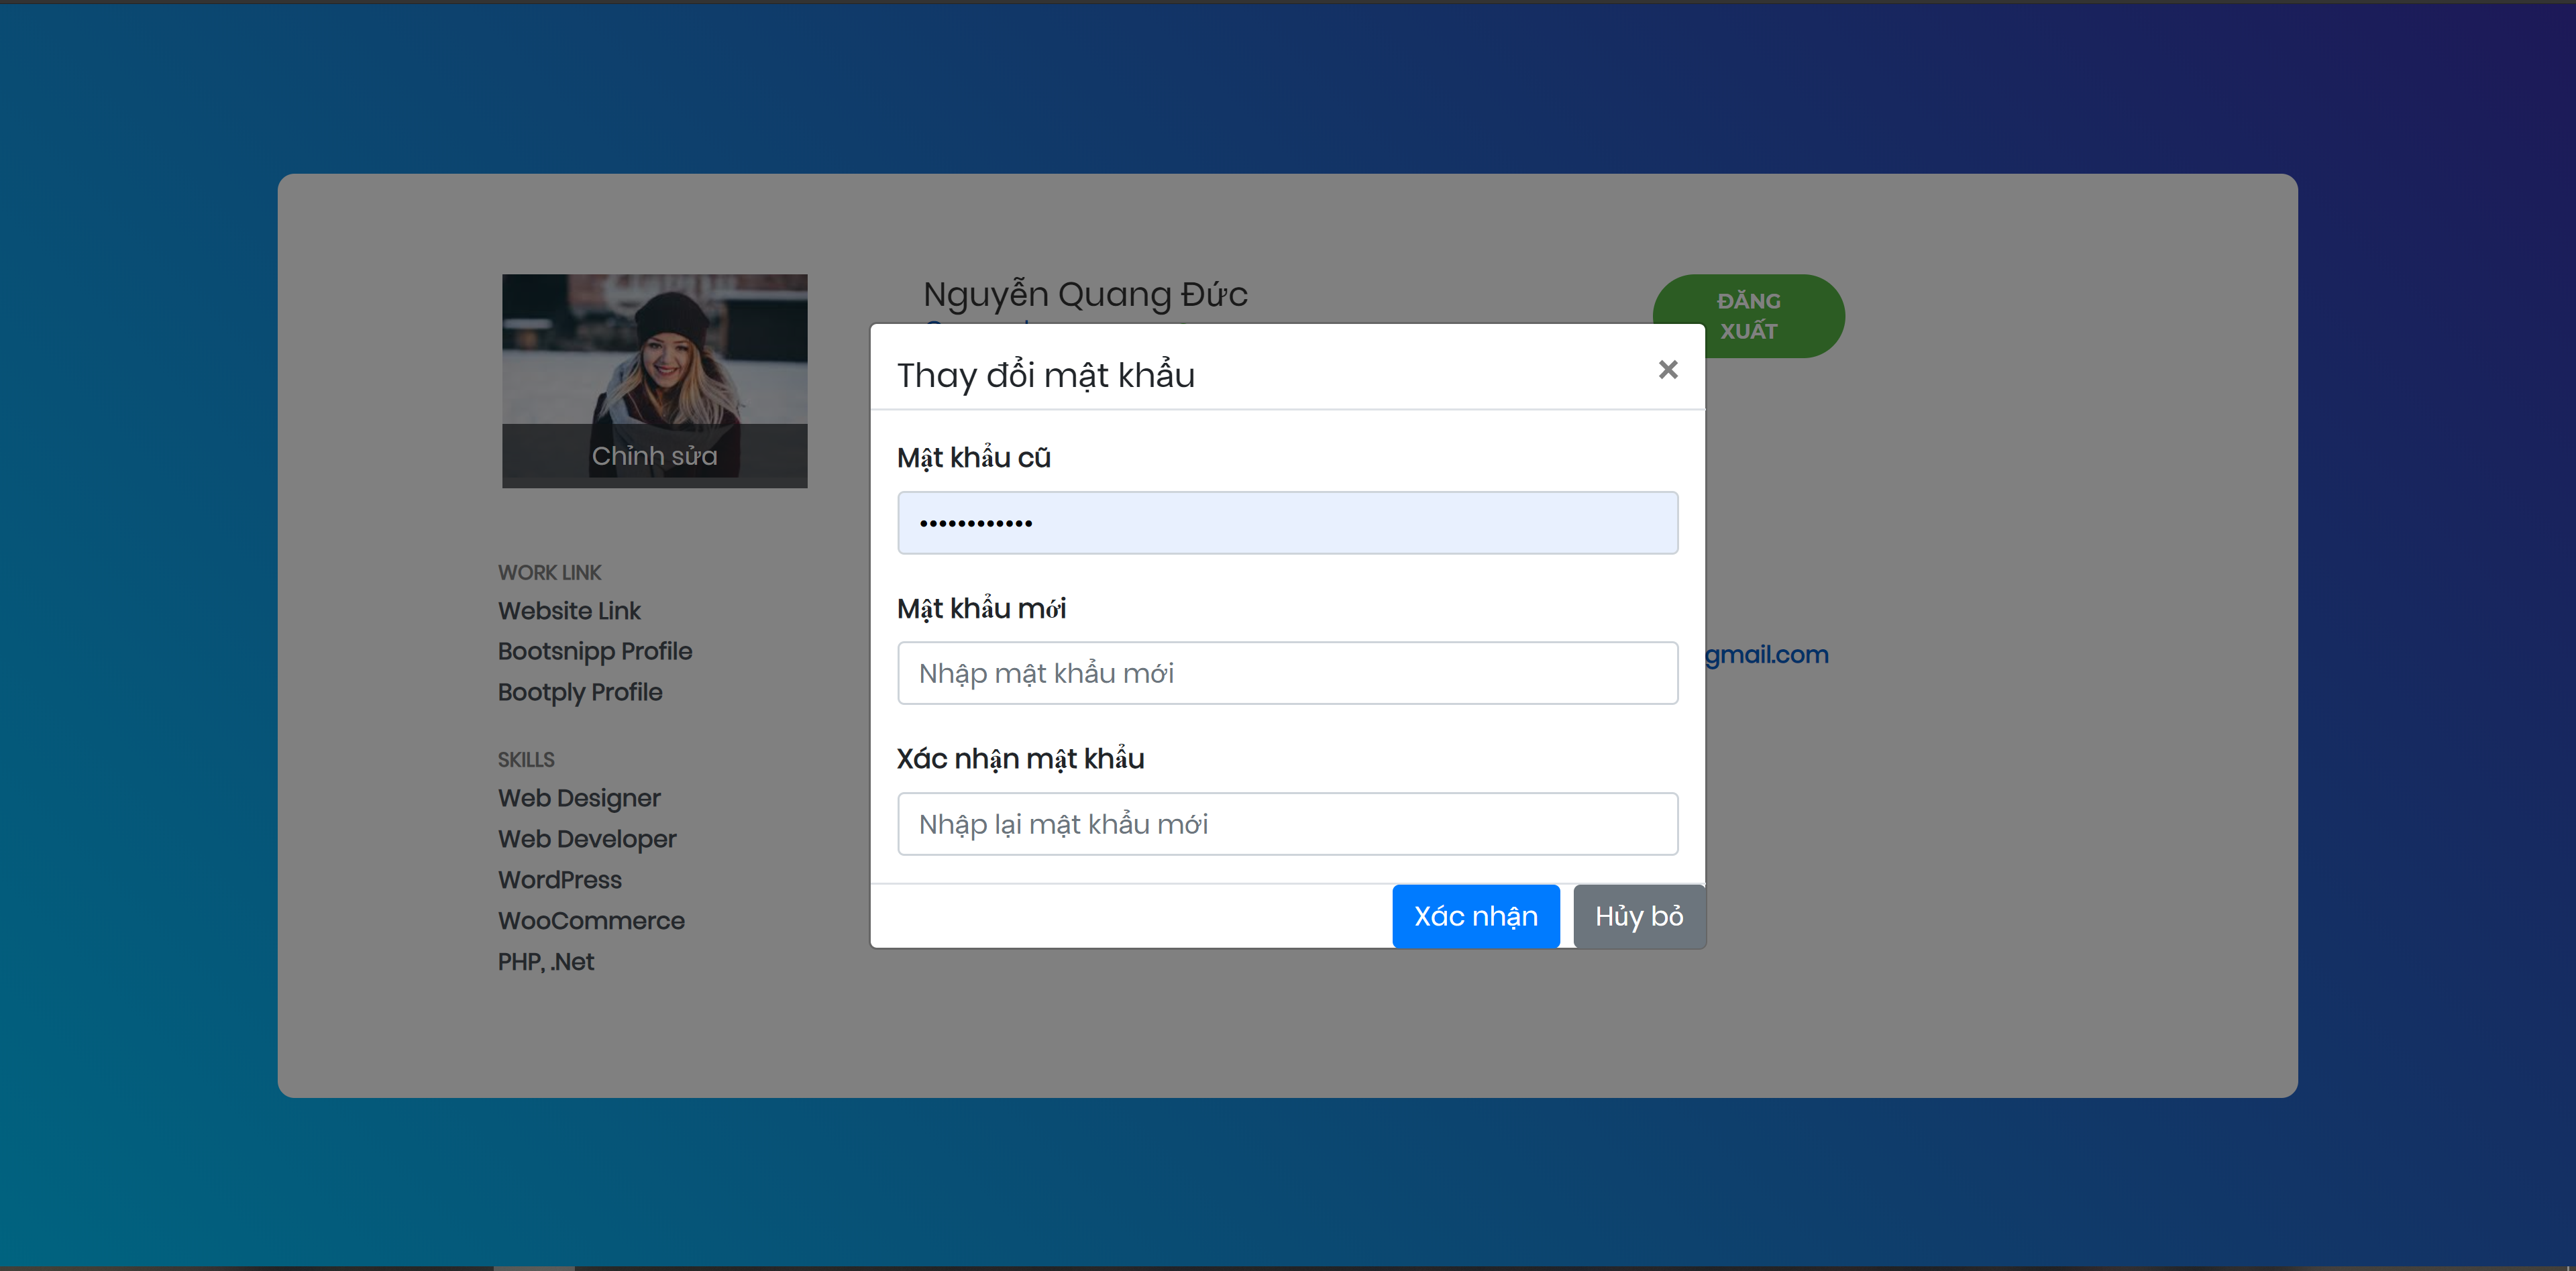 Nguyễn Quang Đức
ĐĂNG
XUẤT
Thay đổi mật khẩu
×
Mật khẩu cũ
••••••••••••
Chỉnh sửa
Mật khẩu mới
Nhập mật khẩu mới
gmail.com
Xác nhận mật khẩu
Nhập lại mật khẩu mới
Xác nhận
Hủy bỏ
WORK LINK
Website Link
Bootsnipp Profile
Bootply Profile
SKILLS
Web Designer
Web Developer
WordPress
WooCommerce
PHP, .Net